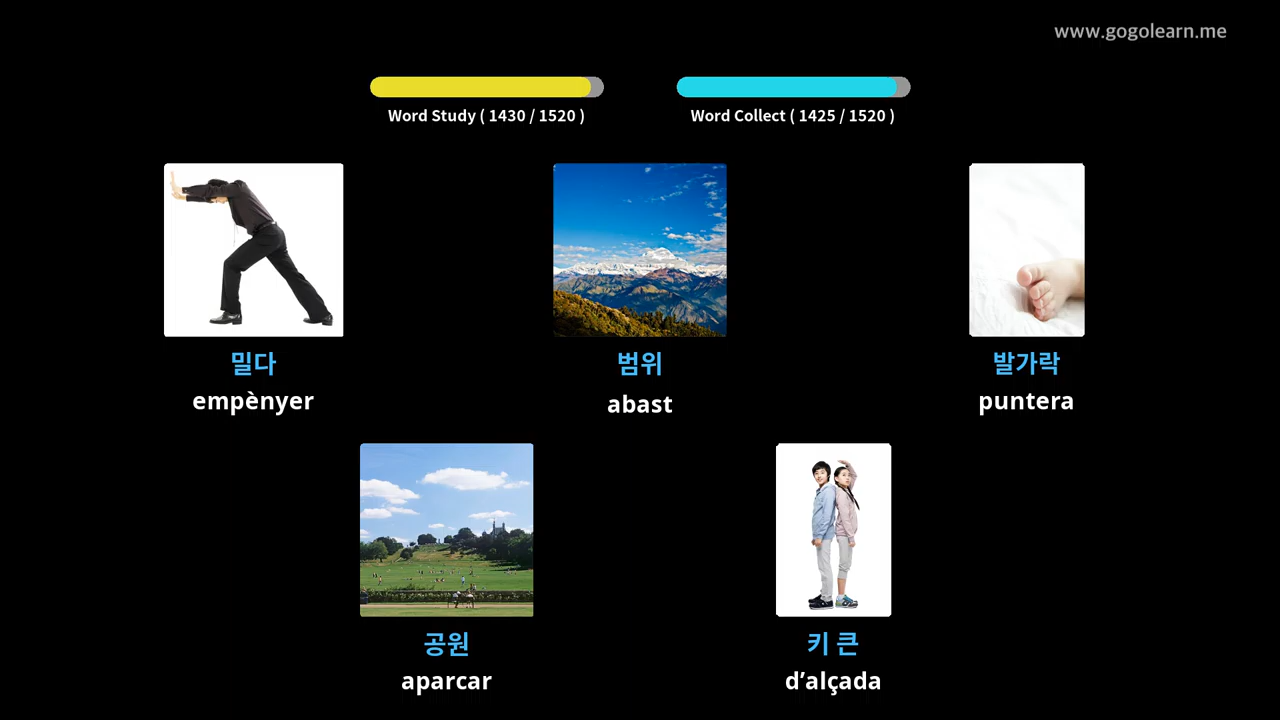 www.gogolearn.me
Word Study ( 1430 / 1520 )
Word Collect ( 1425 / 1520 )
밀다
empènyer
범위
abast
발가락
puntera
공원
aparcar
키 큰
d’alçada